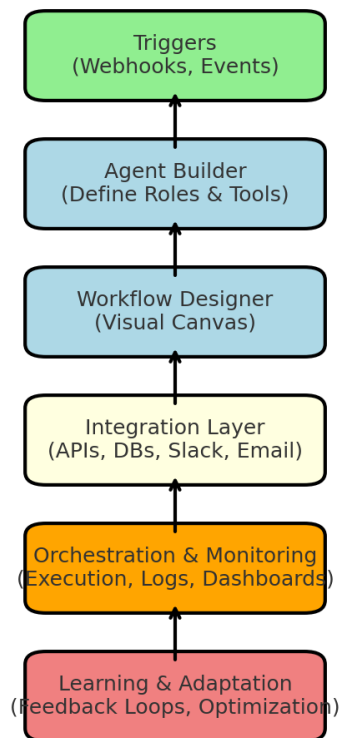 Triggers
(Webhooks, Events)
Agent Builder
(Define Roles & Tools)
Workflow Designer
(Visual Canvas)
Integration Layer
(APIs, DBs, Slack, Email)
Orchestration & Monitoring
(Execution, Logs, Dashboards)
Learning & Adaptation
(Feedback Loops, Optimization)